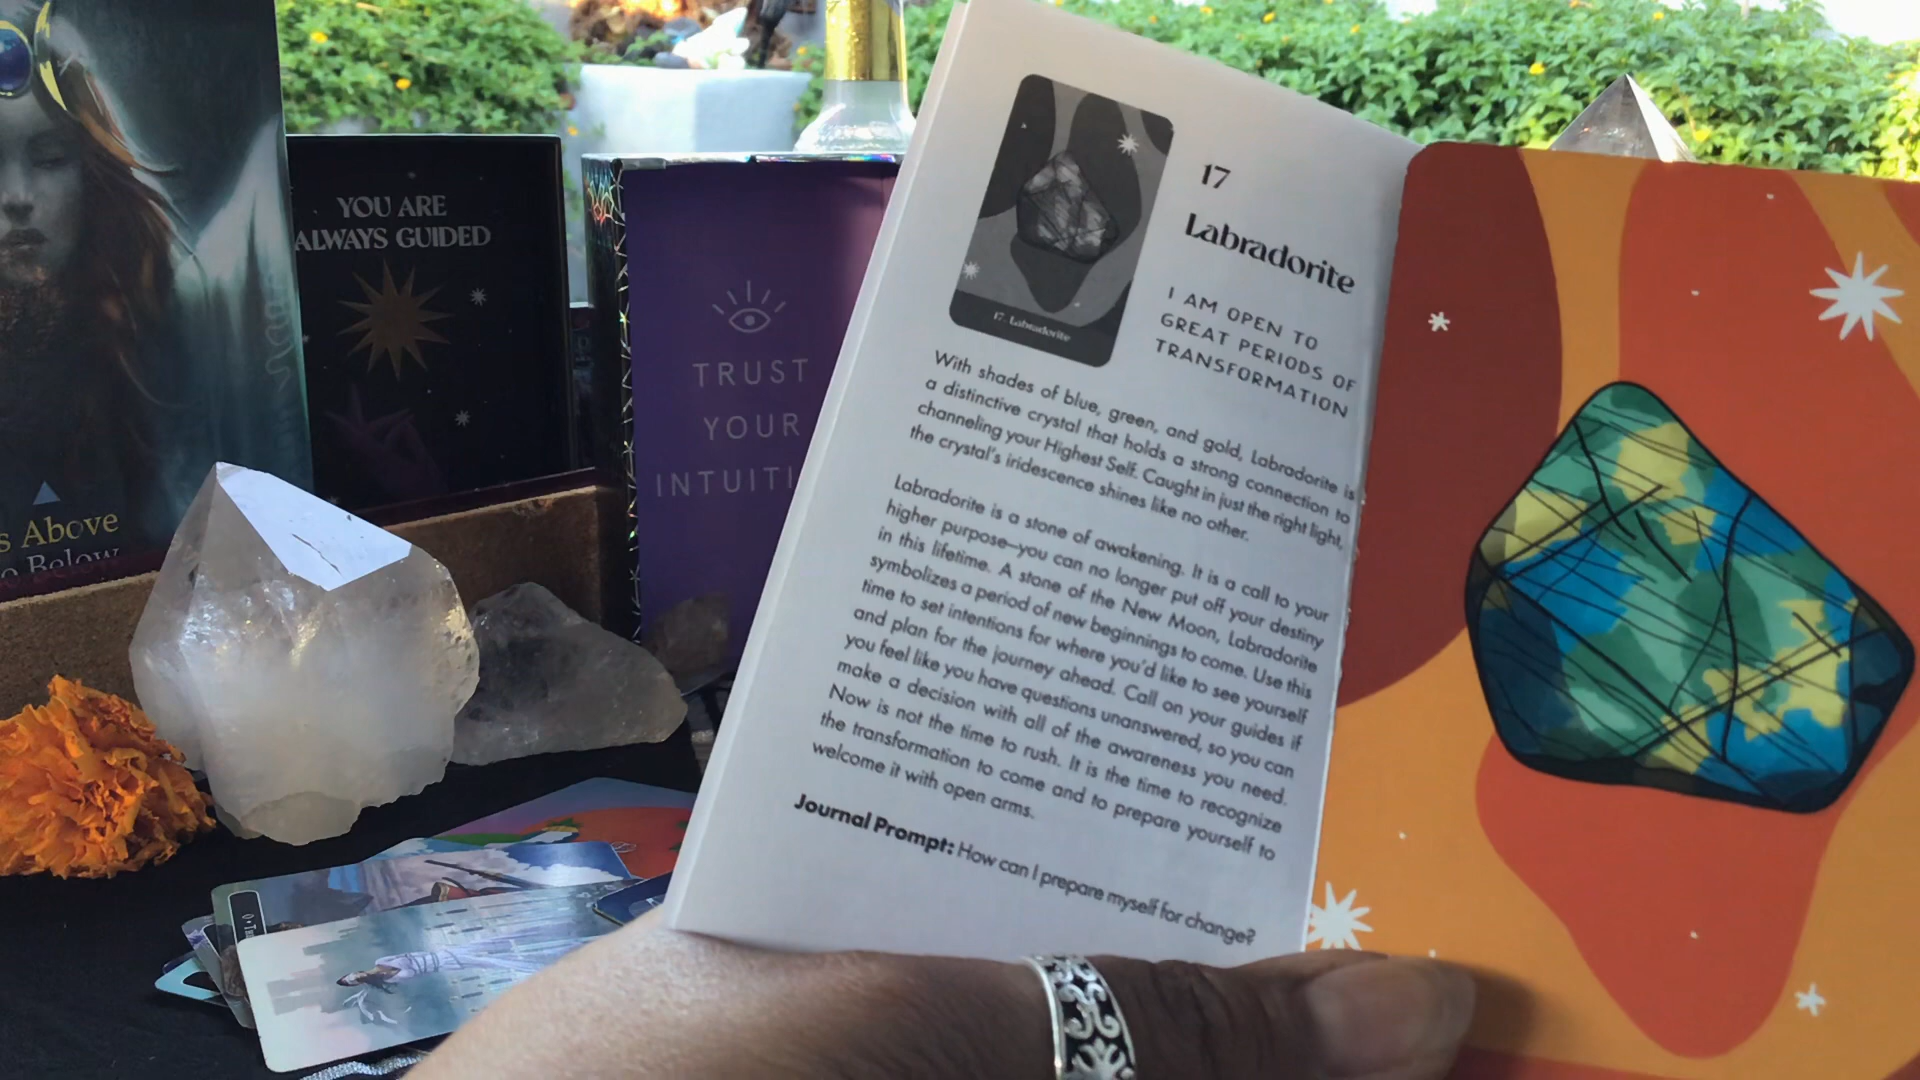 YOU ARE
ALWAYS GUIDED
s Above
o Below
TRUST
YOUR
17. Labradorite
17
Labradorite
I AM OPEN TO
GREAT PERIODS OF
TRANSFORMATION
With shades of blue, green, and gold, Labradorite is
a distinctive crystal that holds a strong connection to
channeling your Highest Self. Caught in just the right light,
the crystal's iridescence shines like no other.
Labradorite is a stone of awakening. It is a call to your
higher purpose—you can no longer put off your destiny
in this lifetime. A stone of the New Moon, Labradorite
symbolizes a period of new beginnings to come. Use this
time to set intentions for where you'd like to see yourself
and plan for the journey ahead. Call on your guides if
you feel like you have questions unanswered, so you can
make a decision with all of the awareness you need.
Now is not the time to rush. It is the time to recognize
the transformation to come and to prepare yourself to
welcome it with open arms.
Journal Prompt: How can I prepare myself for change?